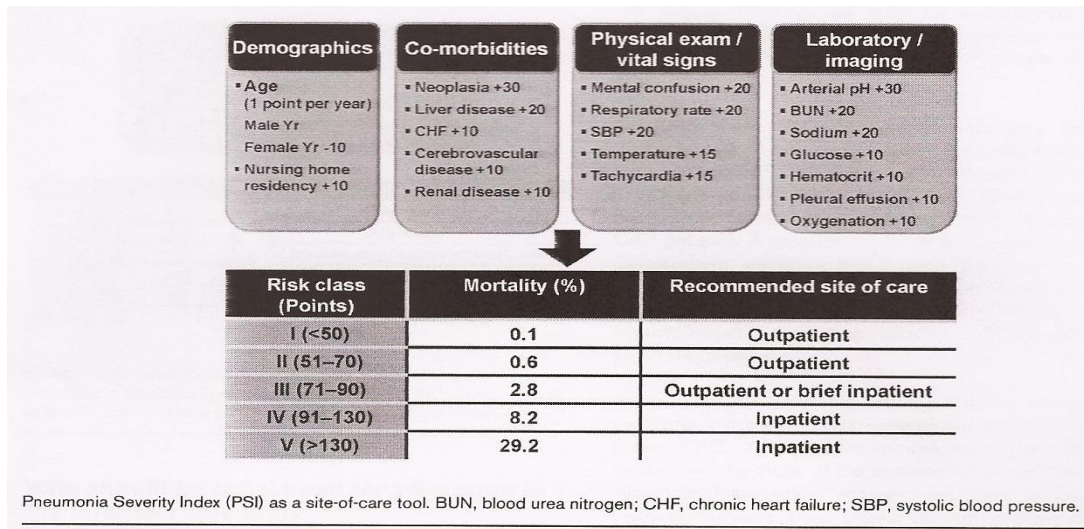 Demographics
▪ Age
(1 point per year)
Male Yr
Female Yr -10
▪ Nursing home
residency +10
Co-morbidities
▪ Neoplasia +30
▪ Liver disease +20
▪ CHF +10
▪ Cerebrovascular
disease +10
▪ Renal disease +10
Physical exam /
vital signs
▪ Mental confusion +20
▪ Respiratory rate +20
▪ SBP +20
▪ Temperature +15
▪ Tachycardia +15
Laboratory /
imaging
▪ Arterial pH +30
▪ BUN +20
▪ Sodium +20
▪ Glucose +10
▪ Hematocrit +10
▪ Pleural effusion +10
▪ Oxygenation +10
Risk class
(Points) Mortality (%) Recommended site of care
I (<50) 0.1 Outpatient
II (51–70) 0.6 Outpatient
III (71–90) 2.8 Outpatient or brief inpatient
IV (91–130) 8.2 Inpatient
V (>130) 29.2 Inpatient
Pneumonia Severity Index (PSI) as a site-of-care tool. BUN, blood urea nitrogen; CHF, chronic heart failure; SBP, systolic blood pressure.